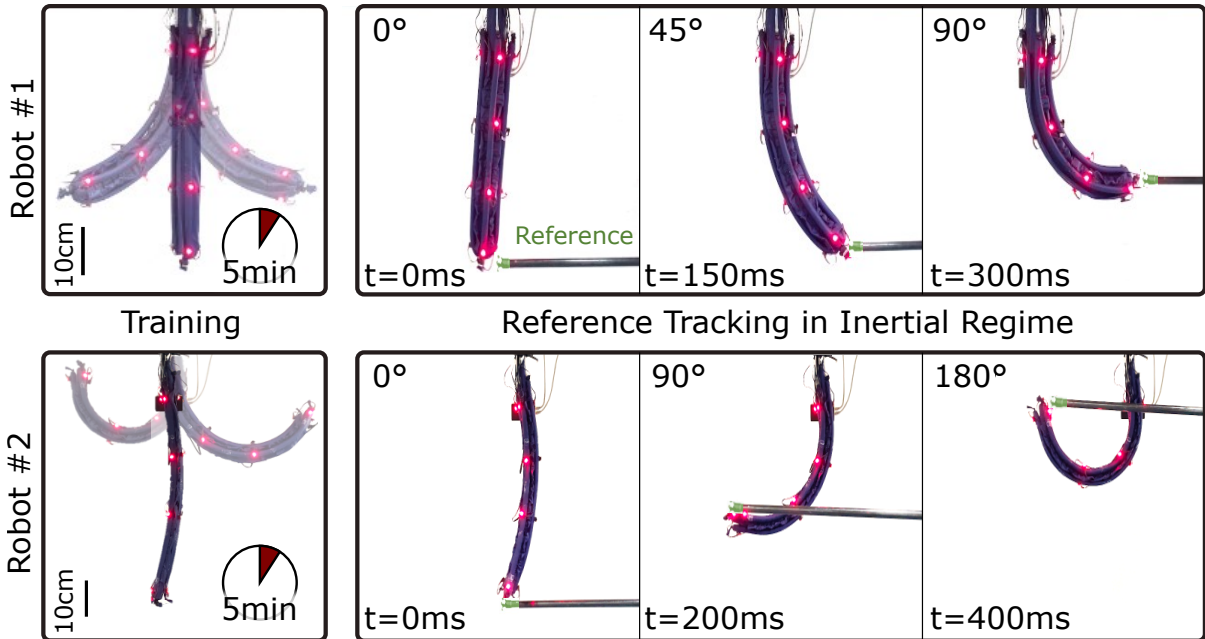 Robot #1
10cm
5min
0°
Reference
t=0ms
45°
t=150ms
90°
t=300ms
Training
Reference Tracking in Inertial Regime
Robot #2
10cm
5min
0°
t=0ms
90°
t=200ms
180°
t=400ms